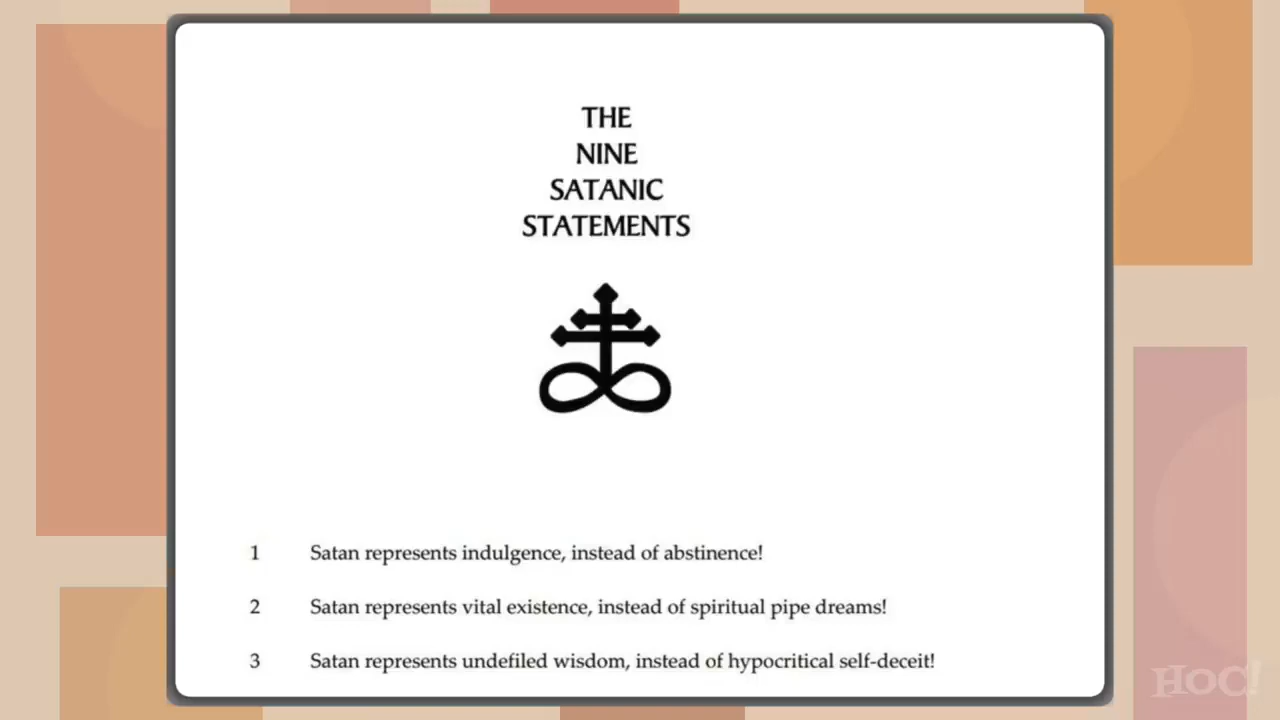 THE
NINE
SATANIC
STATEMENTS
1 Satan represents indulgence, instead of abstinence!
2 Satan represents vital existence, instead of spiritual pipe dreams!
3 Satan represents undefiled wisdom, instead of hypocritical self-deceit!
HOC!